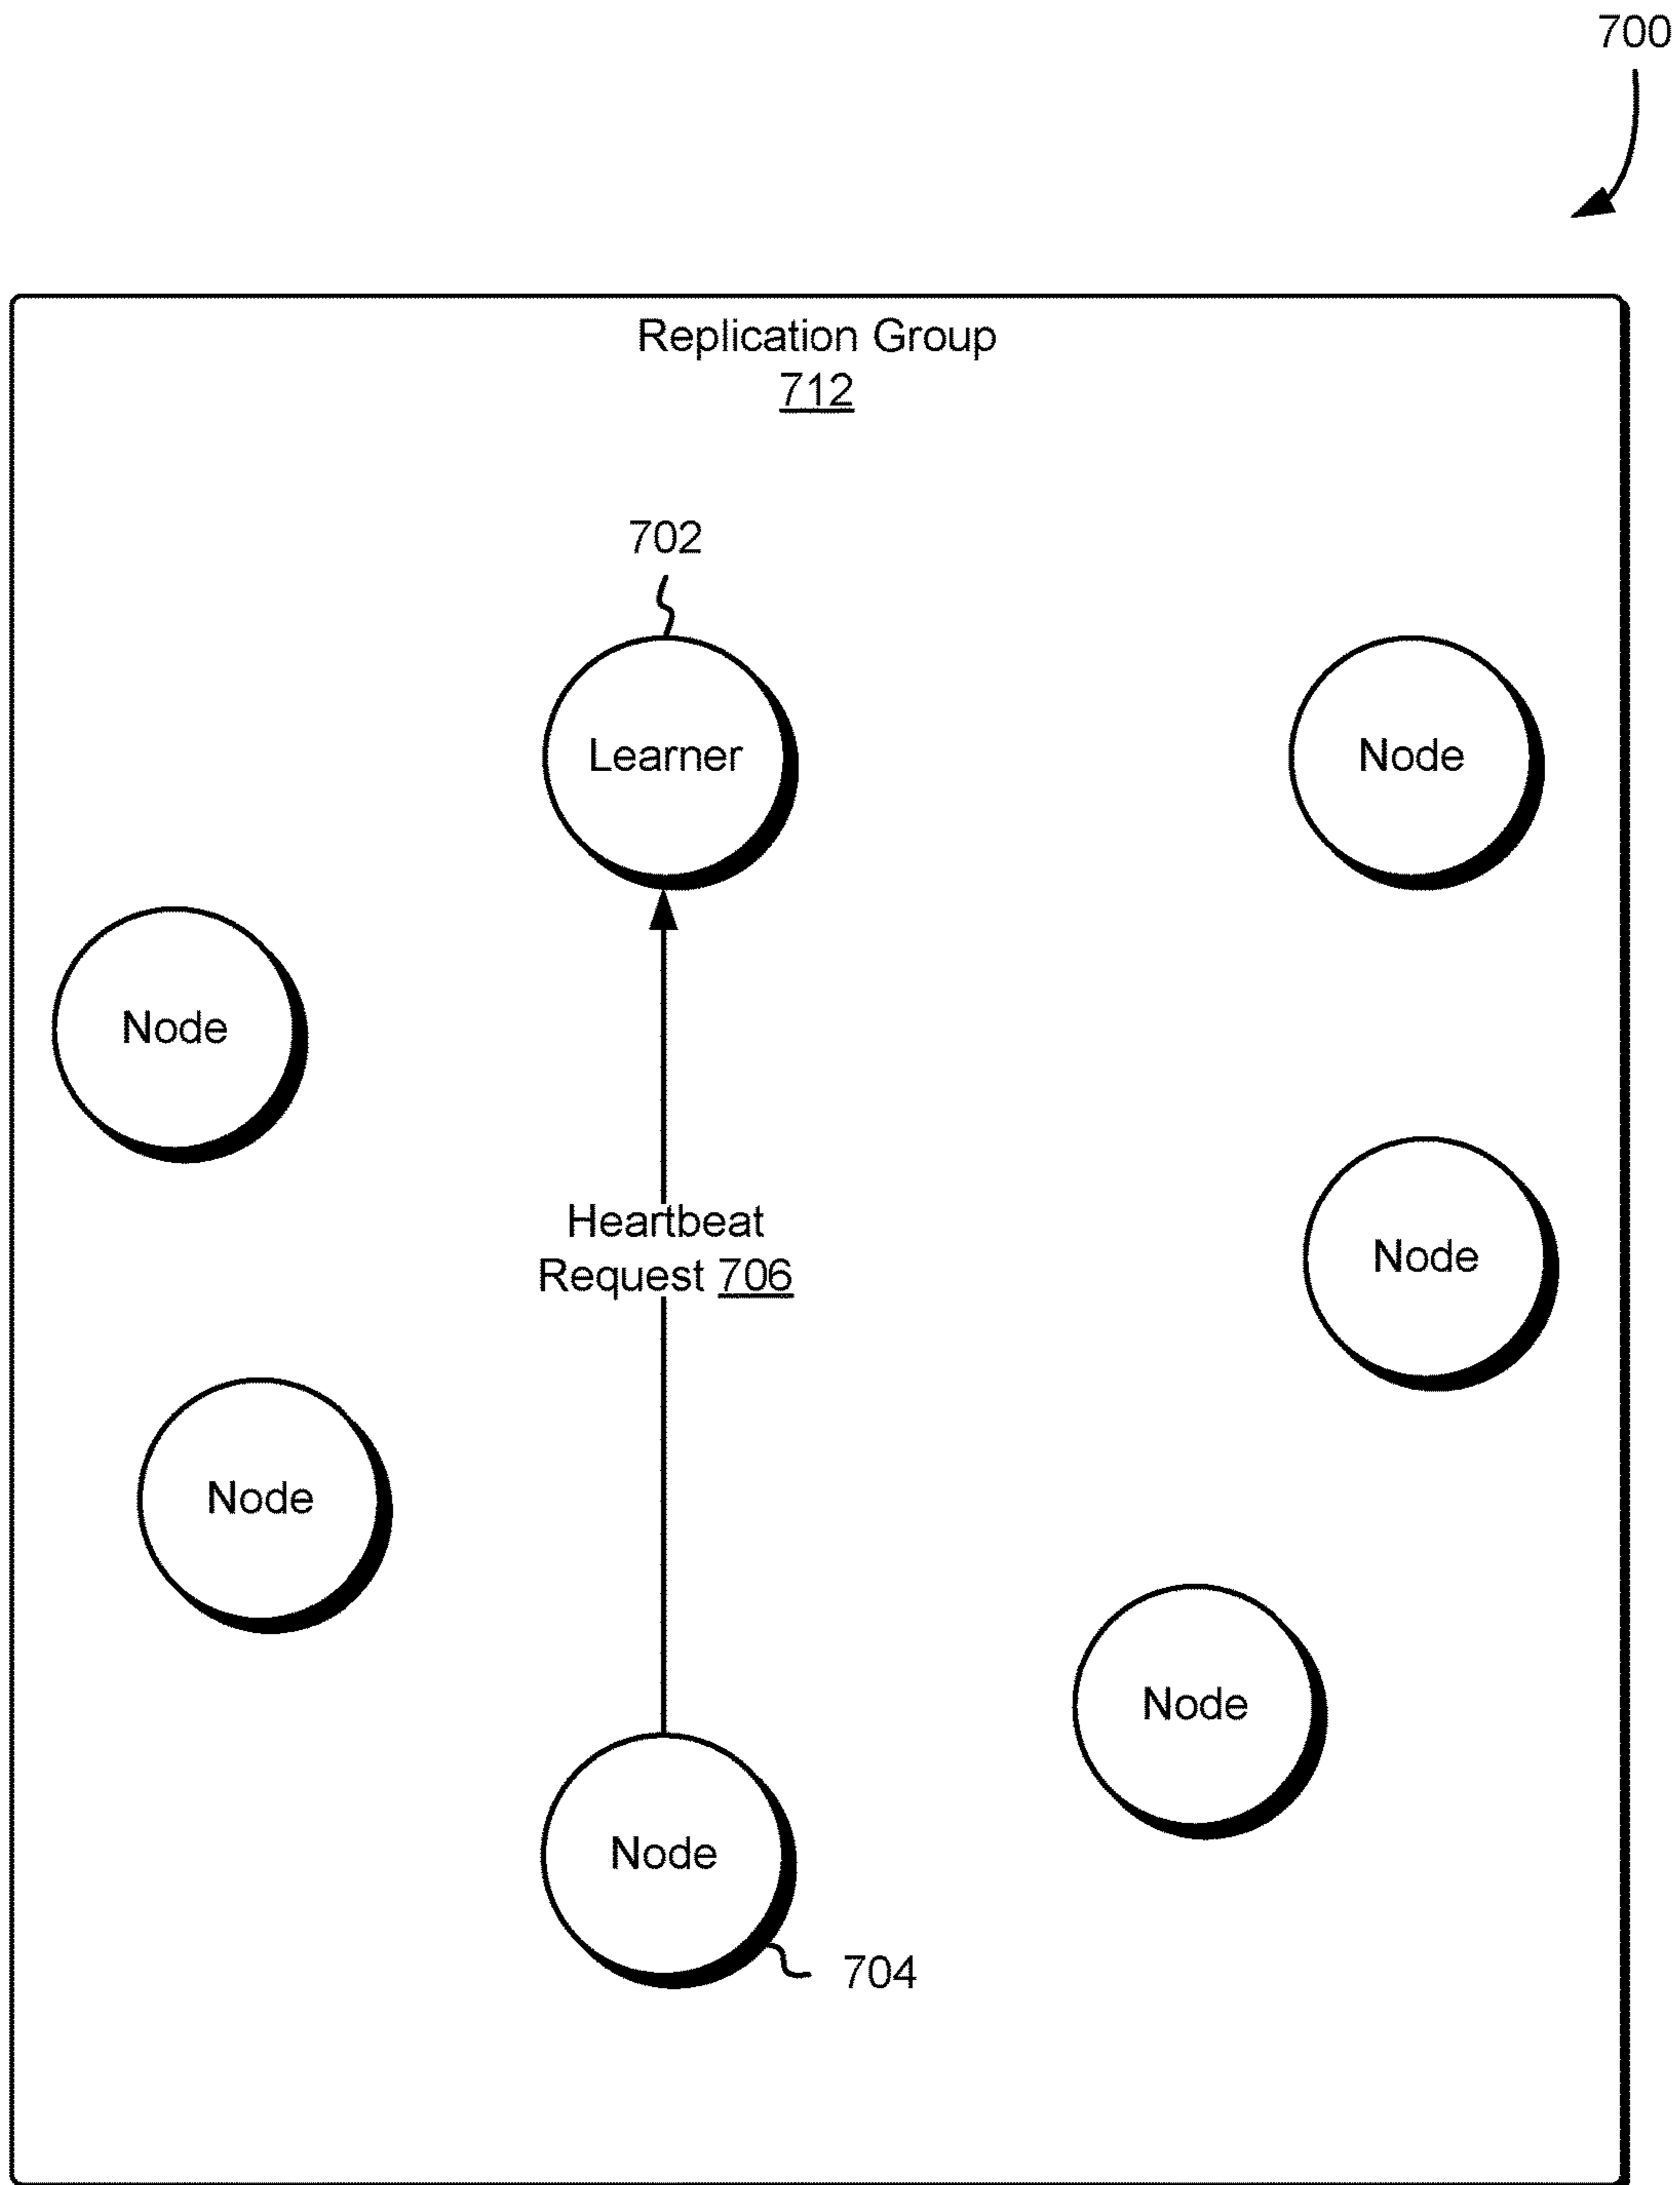 700
Replication Group
712
702
Learner
Node
Node
Heartbeat
Request 706
Node
Node
Node
Node
704